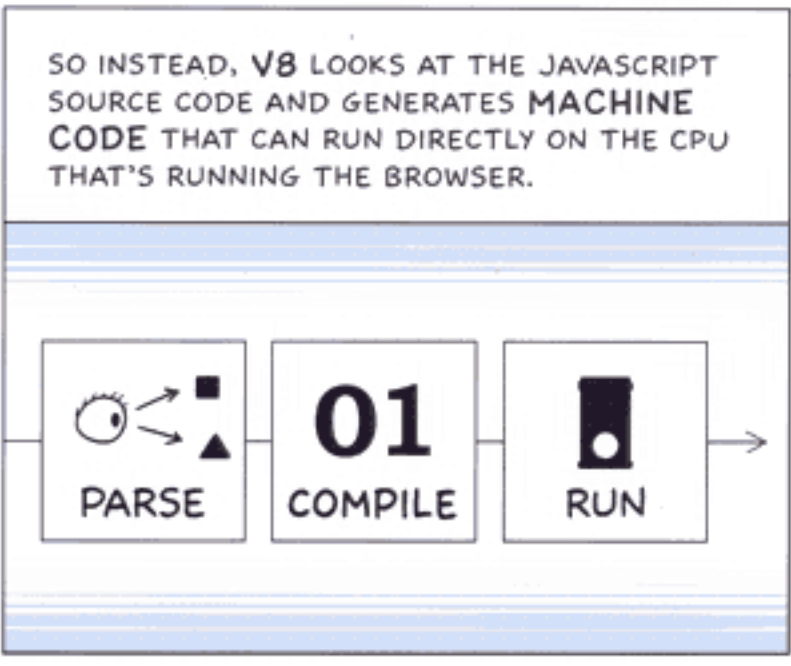 SO INSTEAD, V8 LOOKS AT THE JAVASCRIPT
SOURCE CODE AND GENERATES MACHINE
CODE THAT CAN RUN DIRECTLY ON THE CPU
THAT'S RUNNING THE BROWSER.
01
PARSE
COMPILE
RUN